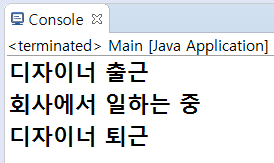 Console
<terminated> Main [Java Application]
디자이너 출근
회사에서 일하는 중
디자이너 퇴근